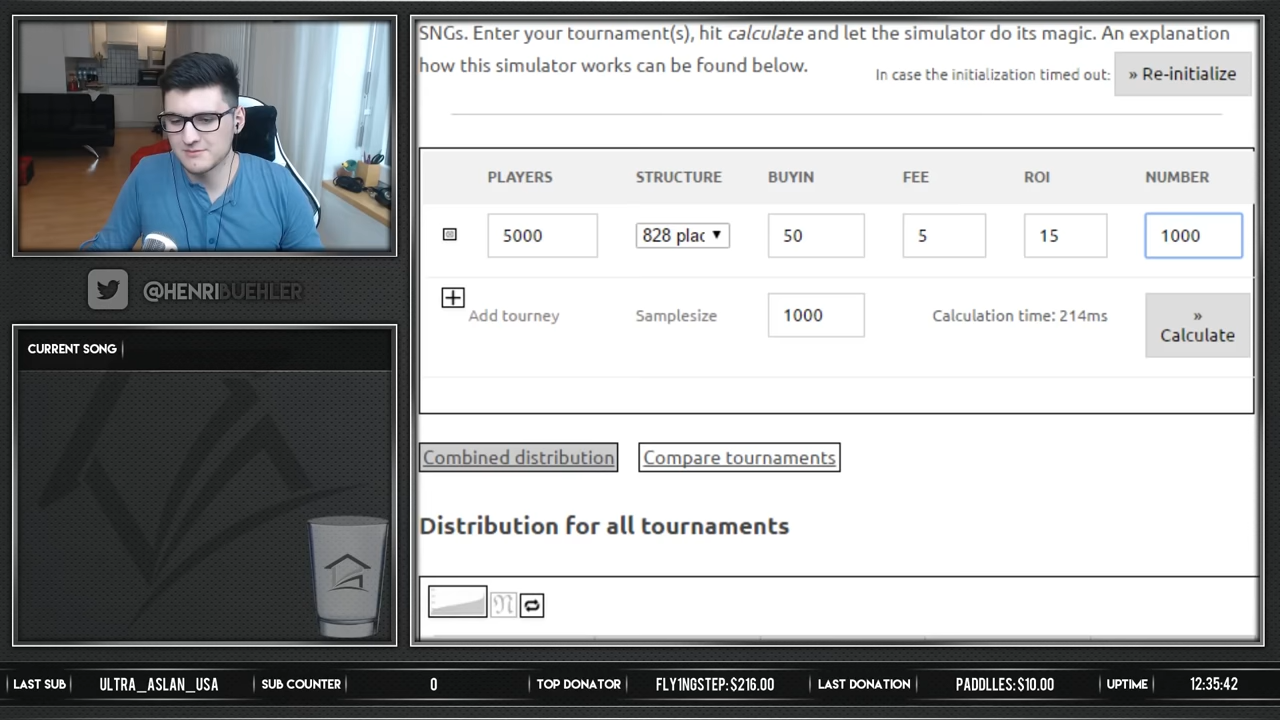 SNGs. Enter your tournament(s), hit calculate and let the simulator do its magic. An explanation
how this simulator works can be found below.
In case the initialization timed out:
» Re-initialize
PLAYERS STRUCTURE BUYIN FEE ROI NUMBER
5000 828 plac 50 5 15 1000
Add tourney Samplesize 1000 Calculation time: 214ms
»
Calculate
Combined distribution Compare tournaments
Distribution for all tournaments
@HENRIBUEHLER
CURRENT SONG
LAST SUB ULTRA_ASLAN_USA SUB COUNTER 0 TOP DONATOR FLY1NGSTEP: $216.00 LAST DONATION PADDLLES: $10.00 UPTIME 12:35:42